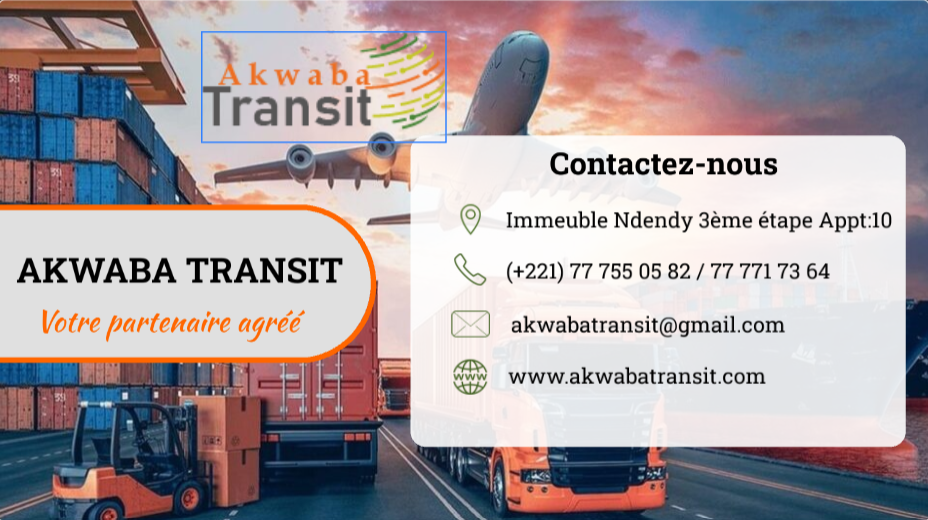 Akwaba
Transit
Contactez-nous
Immeuble Ndendy 3ème étape Appt:10
(+221) 77 755 05 82 / 77 771 73 64
akwabatransit@gmail.com
www
www.akwabatransit.com
AKWABA TRANSIT
Votre partenaire agréé